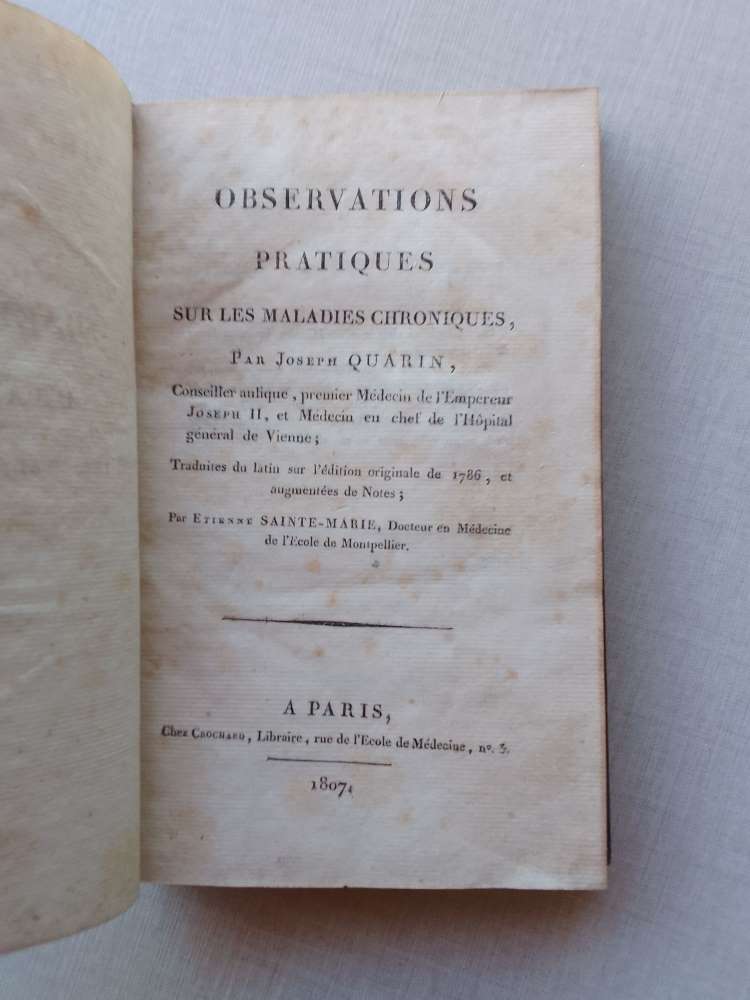 OBSERVATIONS
PRATIQUES
SUR LES MALADIES CHRONIQUES,
PAR JOSEPH QUARIN,
Conseiller aulique, premier Médecin de l'Empereur
JOSEPH II, et Médecin en chef de l'Hôpital
général de Vienne;
Traduites du latin sur l'édition originale de 1786, et
augmentées de Notes;
Par ETIENNE SAINTE-MARIE, Docteur en Médecine
de l'Ecole de Montpellier.
A PARIS,
Chez CROCHARD, Libraire, rue de l'Ecole de Médecine, n°. 3.
1807.